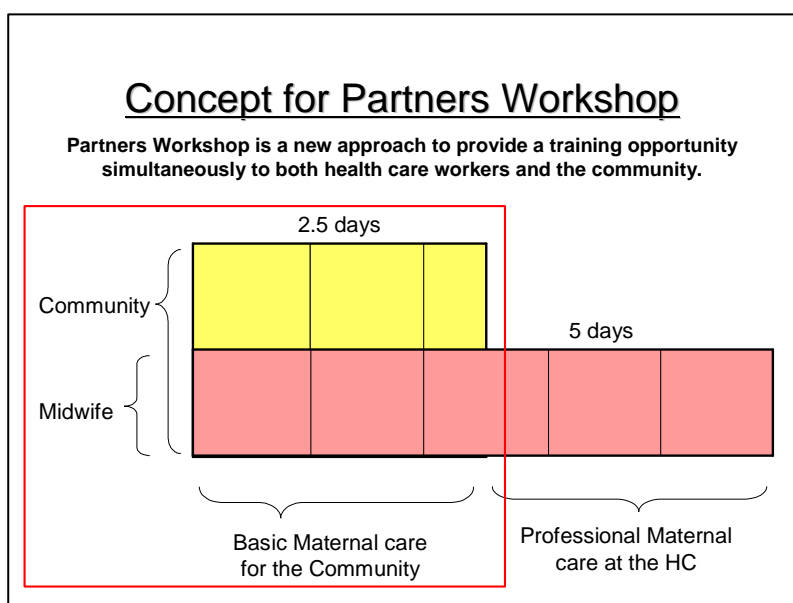 Concept for Partners Workshop
Partners Workshop is a new approach to provide a training opportunity
simultaneously to both health care workers and the community.
2.5 days
Community
5 days
Midwife
Basic Maternal care
for the Community
Professional Maternal
care at the HC